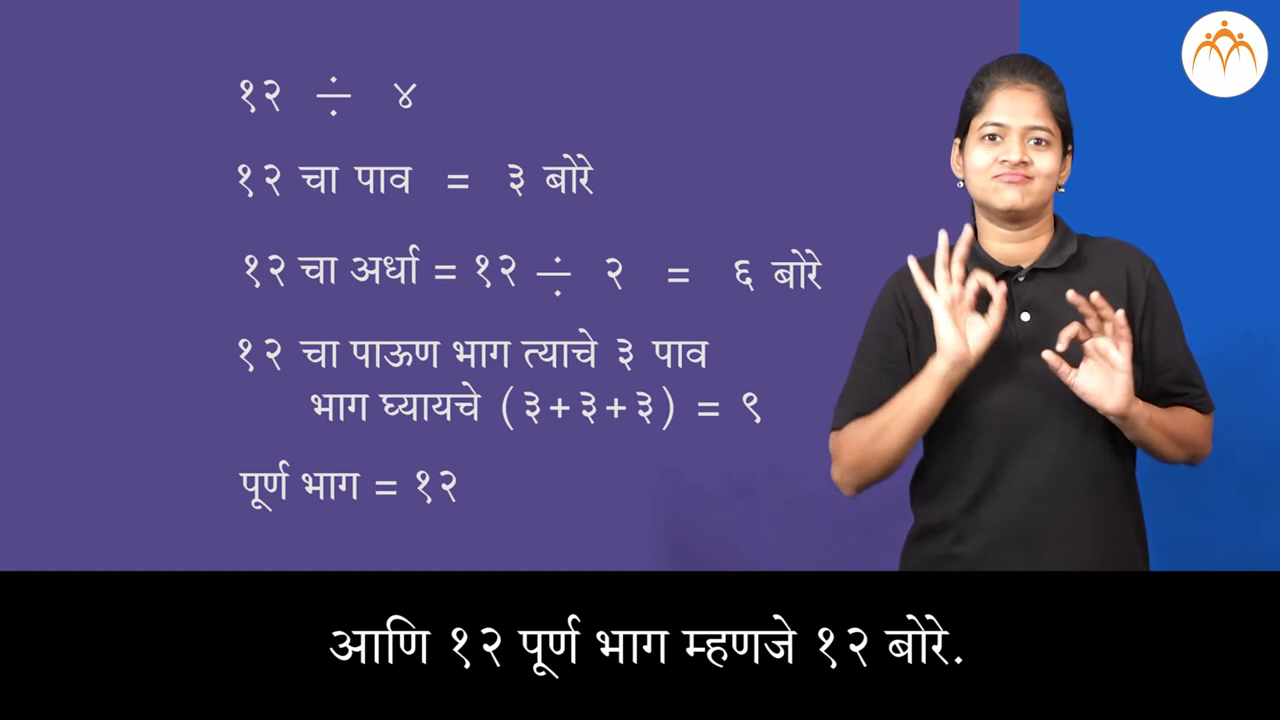 १२ ÷ ४
१२ चा पाव = ३ बोरे
१२ चा अर्धा = १२ ÷ २ = ६ बोरे
१२ चा पाऊण भाग त्याचे ३ पाव
भाग घ्यायचे (३+३+३) = ९
पूर्ण भाग = १२
आणि १२ पूर्ण भाग म्हणजे १२ बोरे.